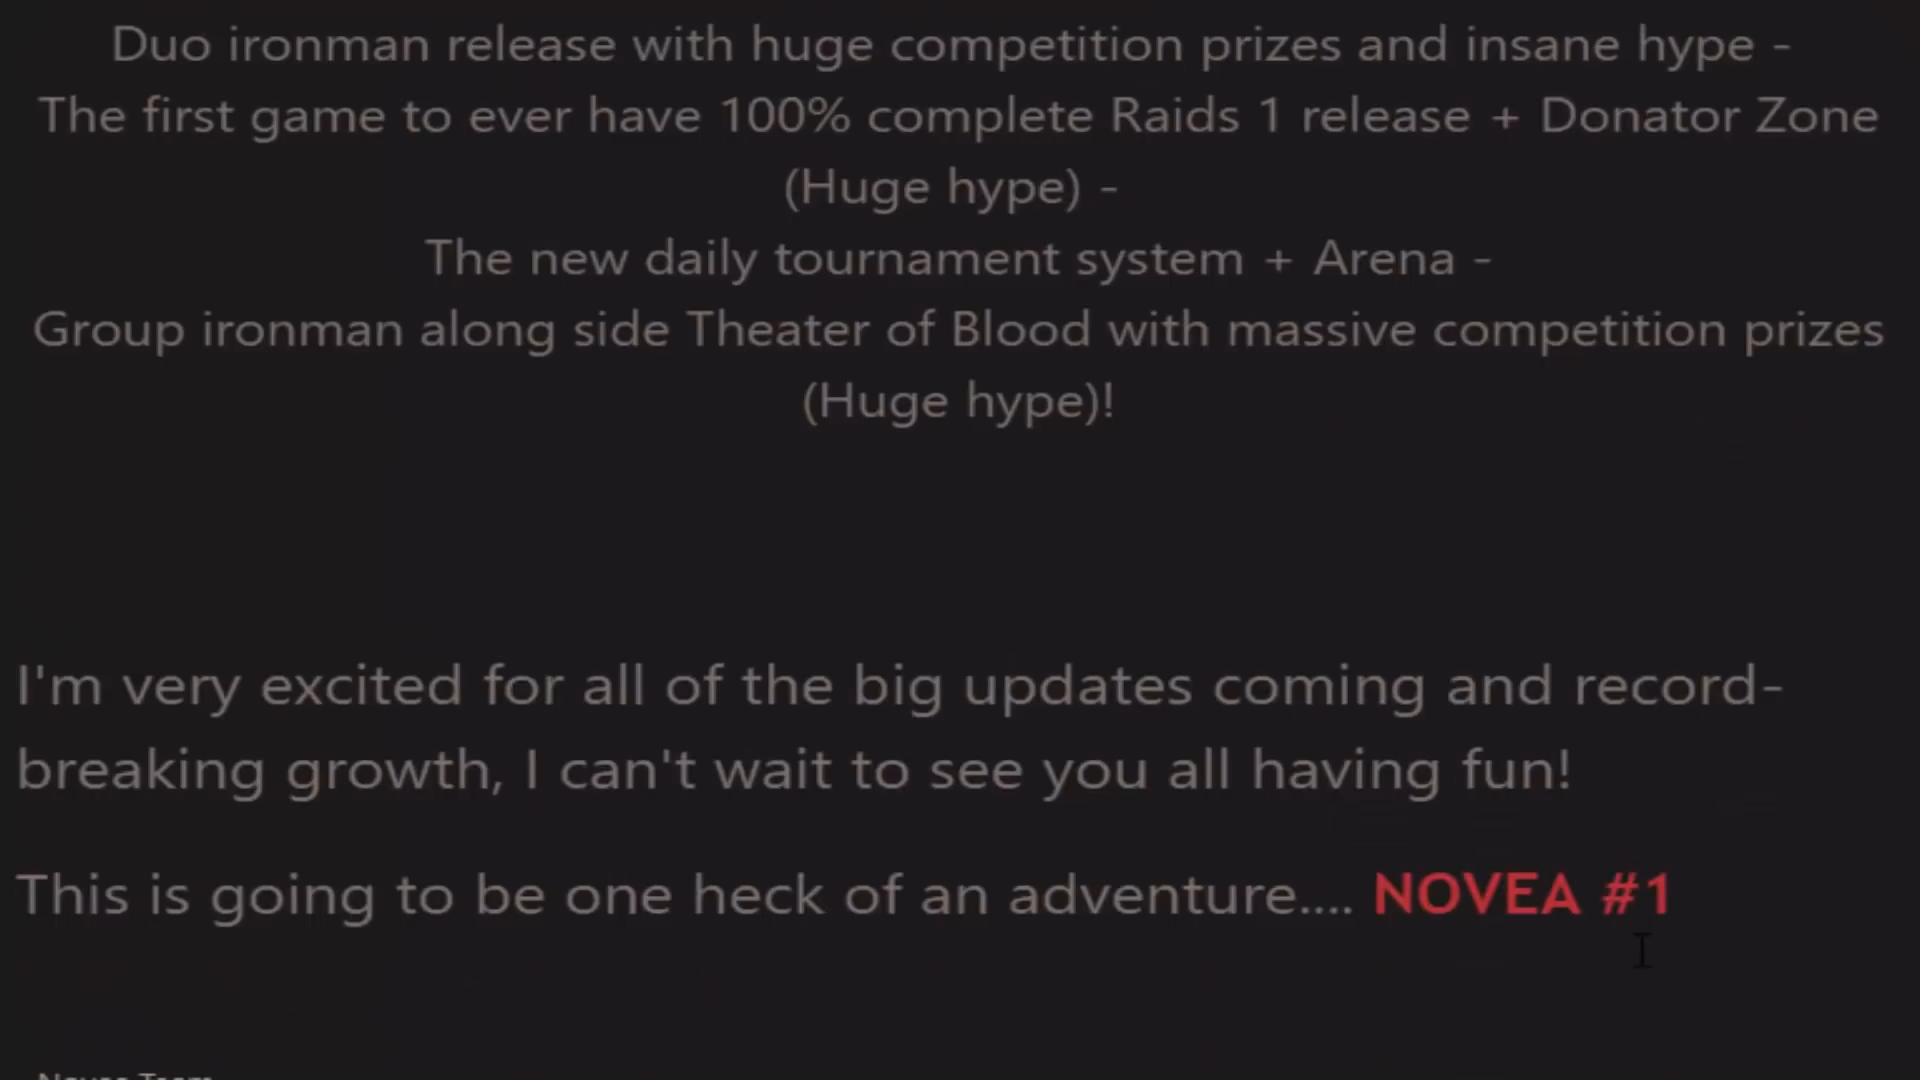 Duo ironman release with huge competition prizes and insane hype -
The first game to ever have 100% complete Raids 1 release + Donator Zone
(Huge hype) -
The new daily tournament system + Arena -
Group ironman along side Theater of Blood with massive competition prizes
(Huge hype)!
I'm very excited for all of the big updates coming and record-
breaking growth, I can't wait to see you all having fun!
This is going to be one heck of an adventure.... NOVEA #1
Novea Team